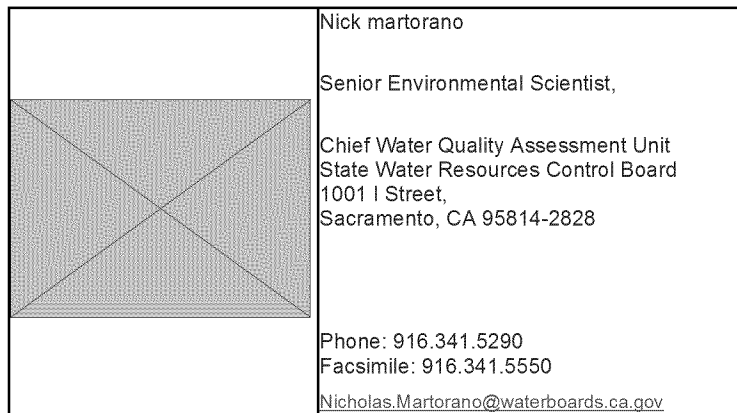 Nick martorano
Senior Environmental Scientist,
Chief Water Quality Assessment Unit
State Water Resources Control Board
1001 I Street,
Sacramento, CA 95814-2828
Phone: 916.341.5290
Facsimile: 916.341.5550
Nicholas.Martorano@waterboards.ca.gov